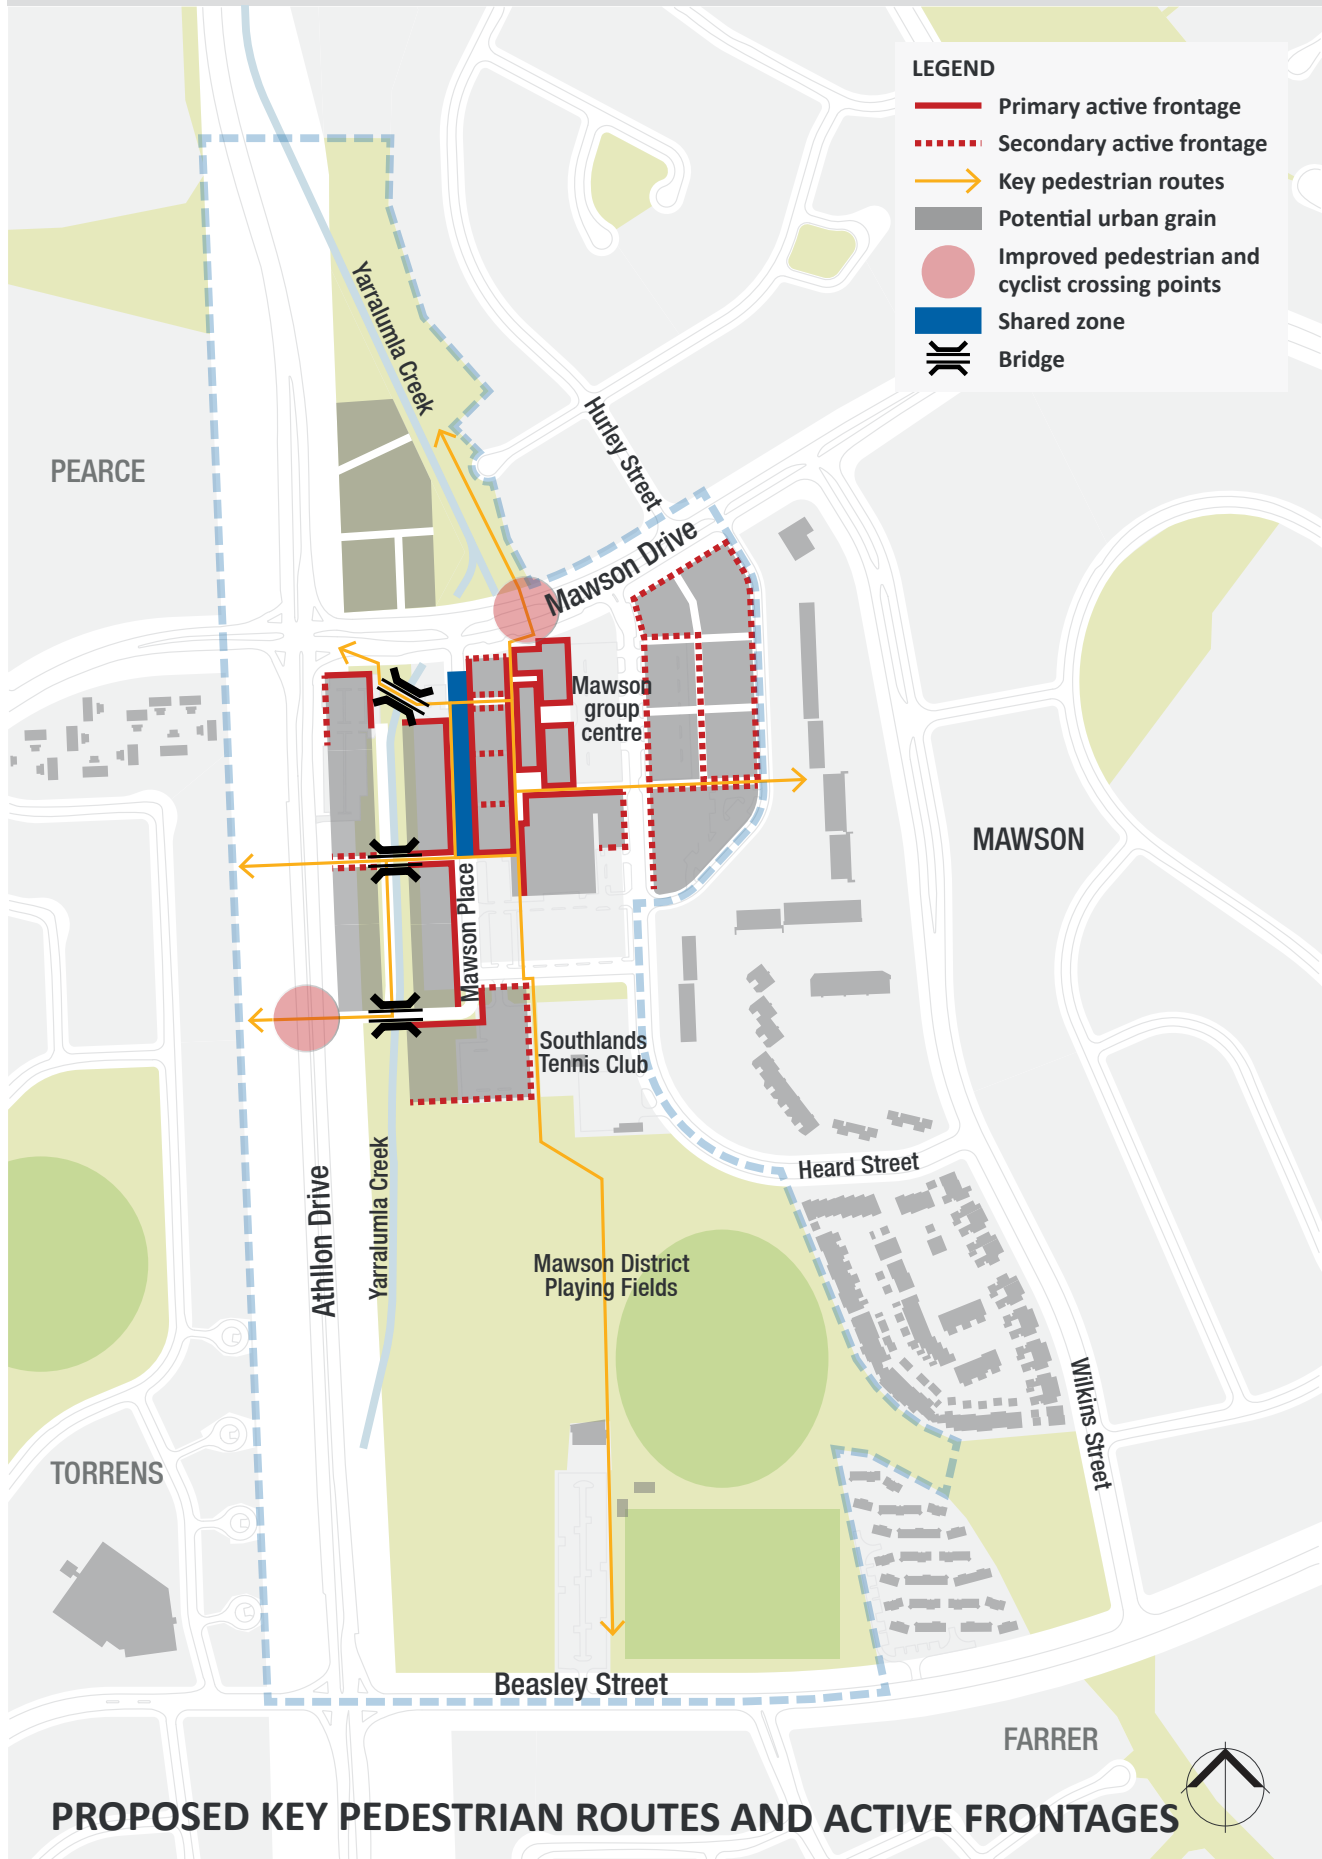 LEGEND
Primary active frontage
Secondary active frontage
Key pedestrian routes
Potential urban grain
Improved pedestrian and
cyclist crossing points
Shared zone
Bridge
Yarralumla Creek
Hurley Street
PEARCE
Mawson Drive
Mawson
group
centre
MAWSON
Mawson Place
Southlands
Tennis Club
Heard Street
Athllon Drive
Yarralumla Creek
Mawson District
Playing Fields
Wilkins Street
TORRENS
Beasley Street
FARRER
PROPOSED KEY PEDESTRIAN ROUTES AND ACTIVE FRONTAGES